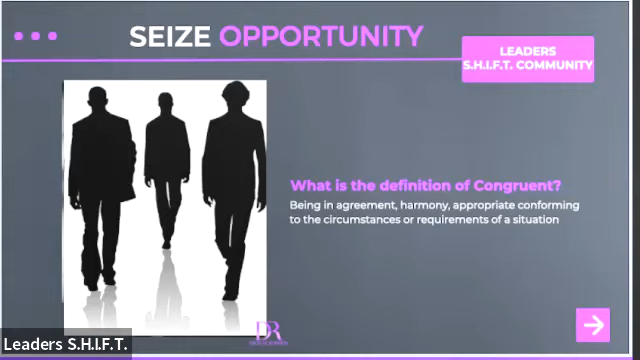 SEIZE OPPORTUNITY
LEADERS
S.H.I.F.T. COMMUNITY
What is the definition of Congruent?
Being in agreement, harmony, appropriate conforming
to the circumstances or requirements of a situation
DR
Leaders S.H.I.F.T.